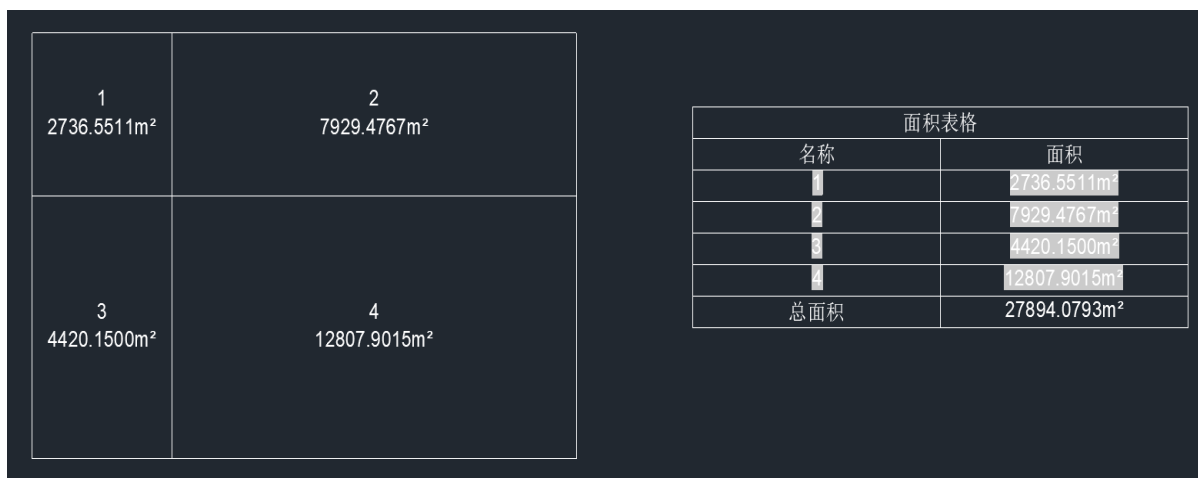 1
2736.5511m²
2
7929.4767m²
3
4420.1500m²
4
12807.9015m²
面积表格
名称 面积
1 2736.5511m²
2 7929.4767m²
3 4420.1500m²
4 12807.9015m²
总面积 27894.0793m²